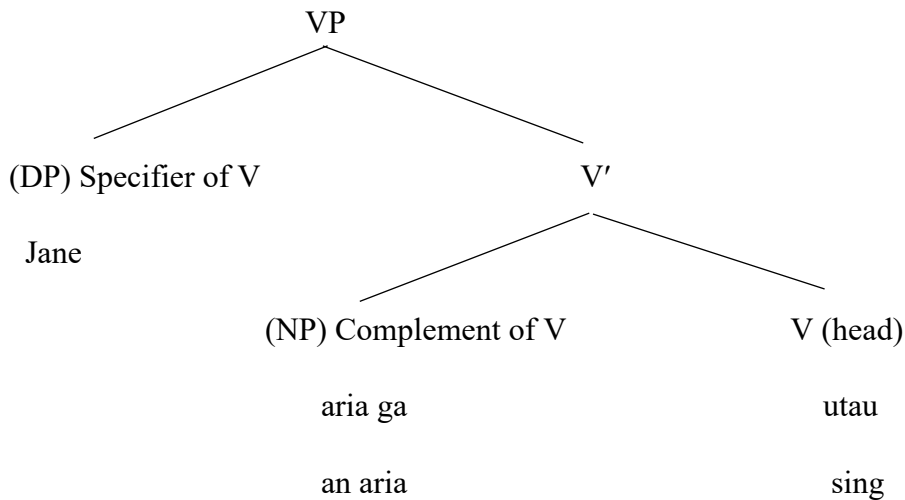 VP
(DP) Specifier of V V′
Jane
(NP) Complement of V V (head)
aria ga utau
an aria sing